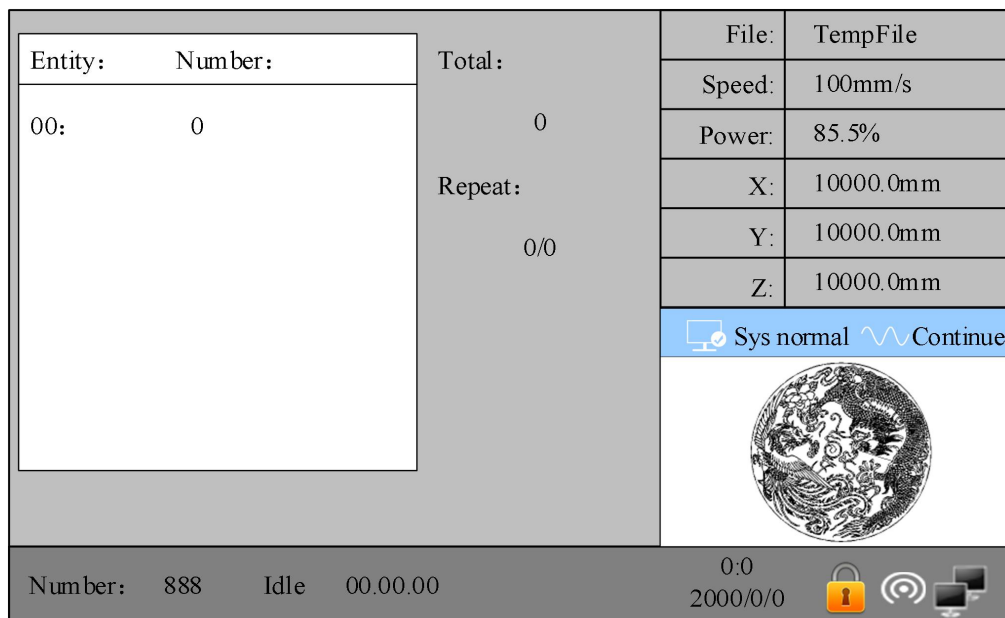 Entity: Number:
00: 0
Total:
0
Repeat:
0/0
File: TempFile
Speed: 100mm/s
Power: 85.5%
X: 10000.0mm
Y: 10000.0mm
Z: 10000.0mm
Sys normal Continue
Number: 888 Idle 00.00.00
0:0
2000/0/0